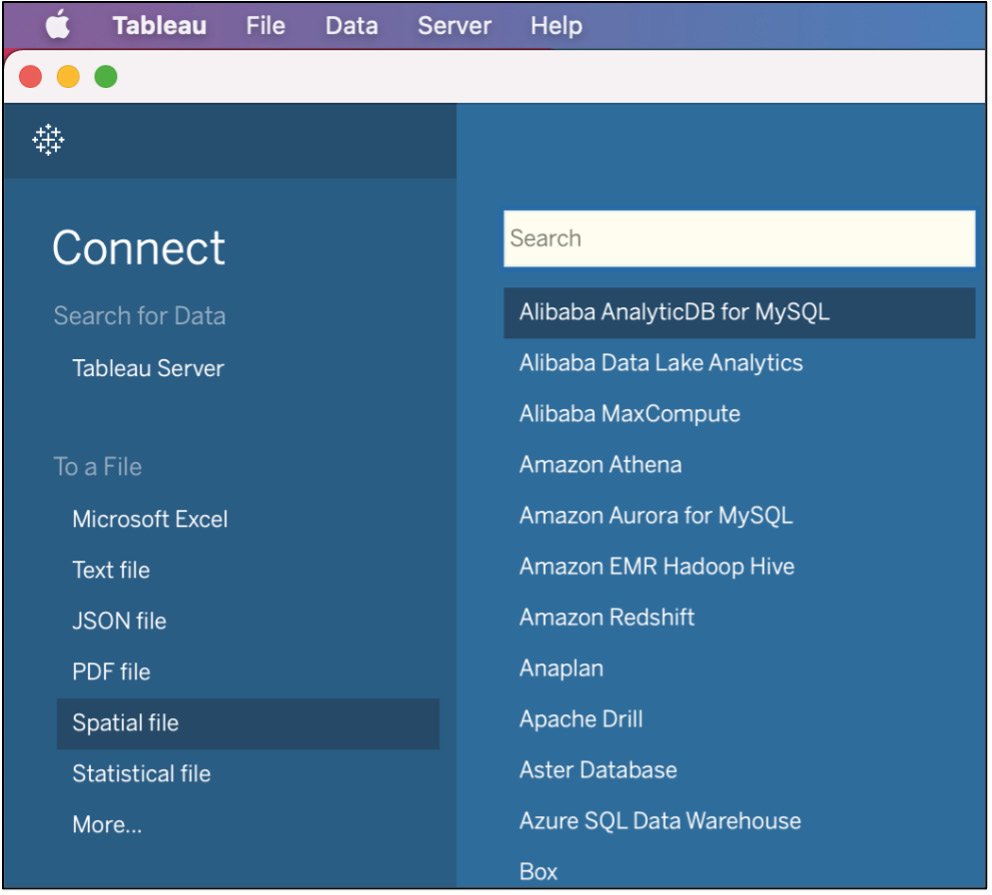 Tableau File Data Server Help
Connect
Search for Data
Tableau Server
To a File
Microsoft Excel
Text file
JSON file
PDF file
Spatial file
Statistical file
More...
Search
Alibaba AnalyticDB for MySQL
Alibaba Data Lake Analytics
Alibaba MaxCompute
Amazon Athena
Amazon Aurora for MySQL
Amazon EMR Hadoop Hive
Amazon Redshift
Anaplan
Apache Drill
Aster Database
Azure SQL Data Warehouse
Box